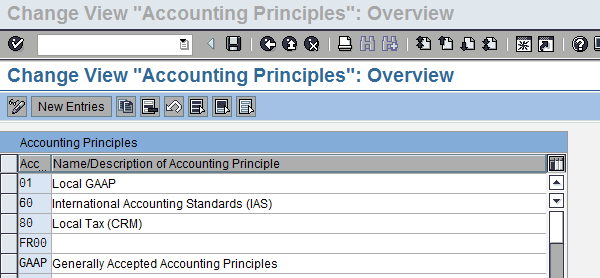 Change View "Accounting Principles": Overview
Change View "Accounting Principles": Overview
New Entries
Accounting Principles
Acc... Name/Description of Accounting Principle
01 Local GAAP
60 International Accounting Standards (IAS)
80 Local Tax (CRM)
FR00
GAAP Generally Accepted Accounting Principles